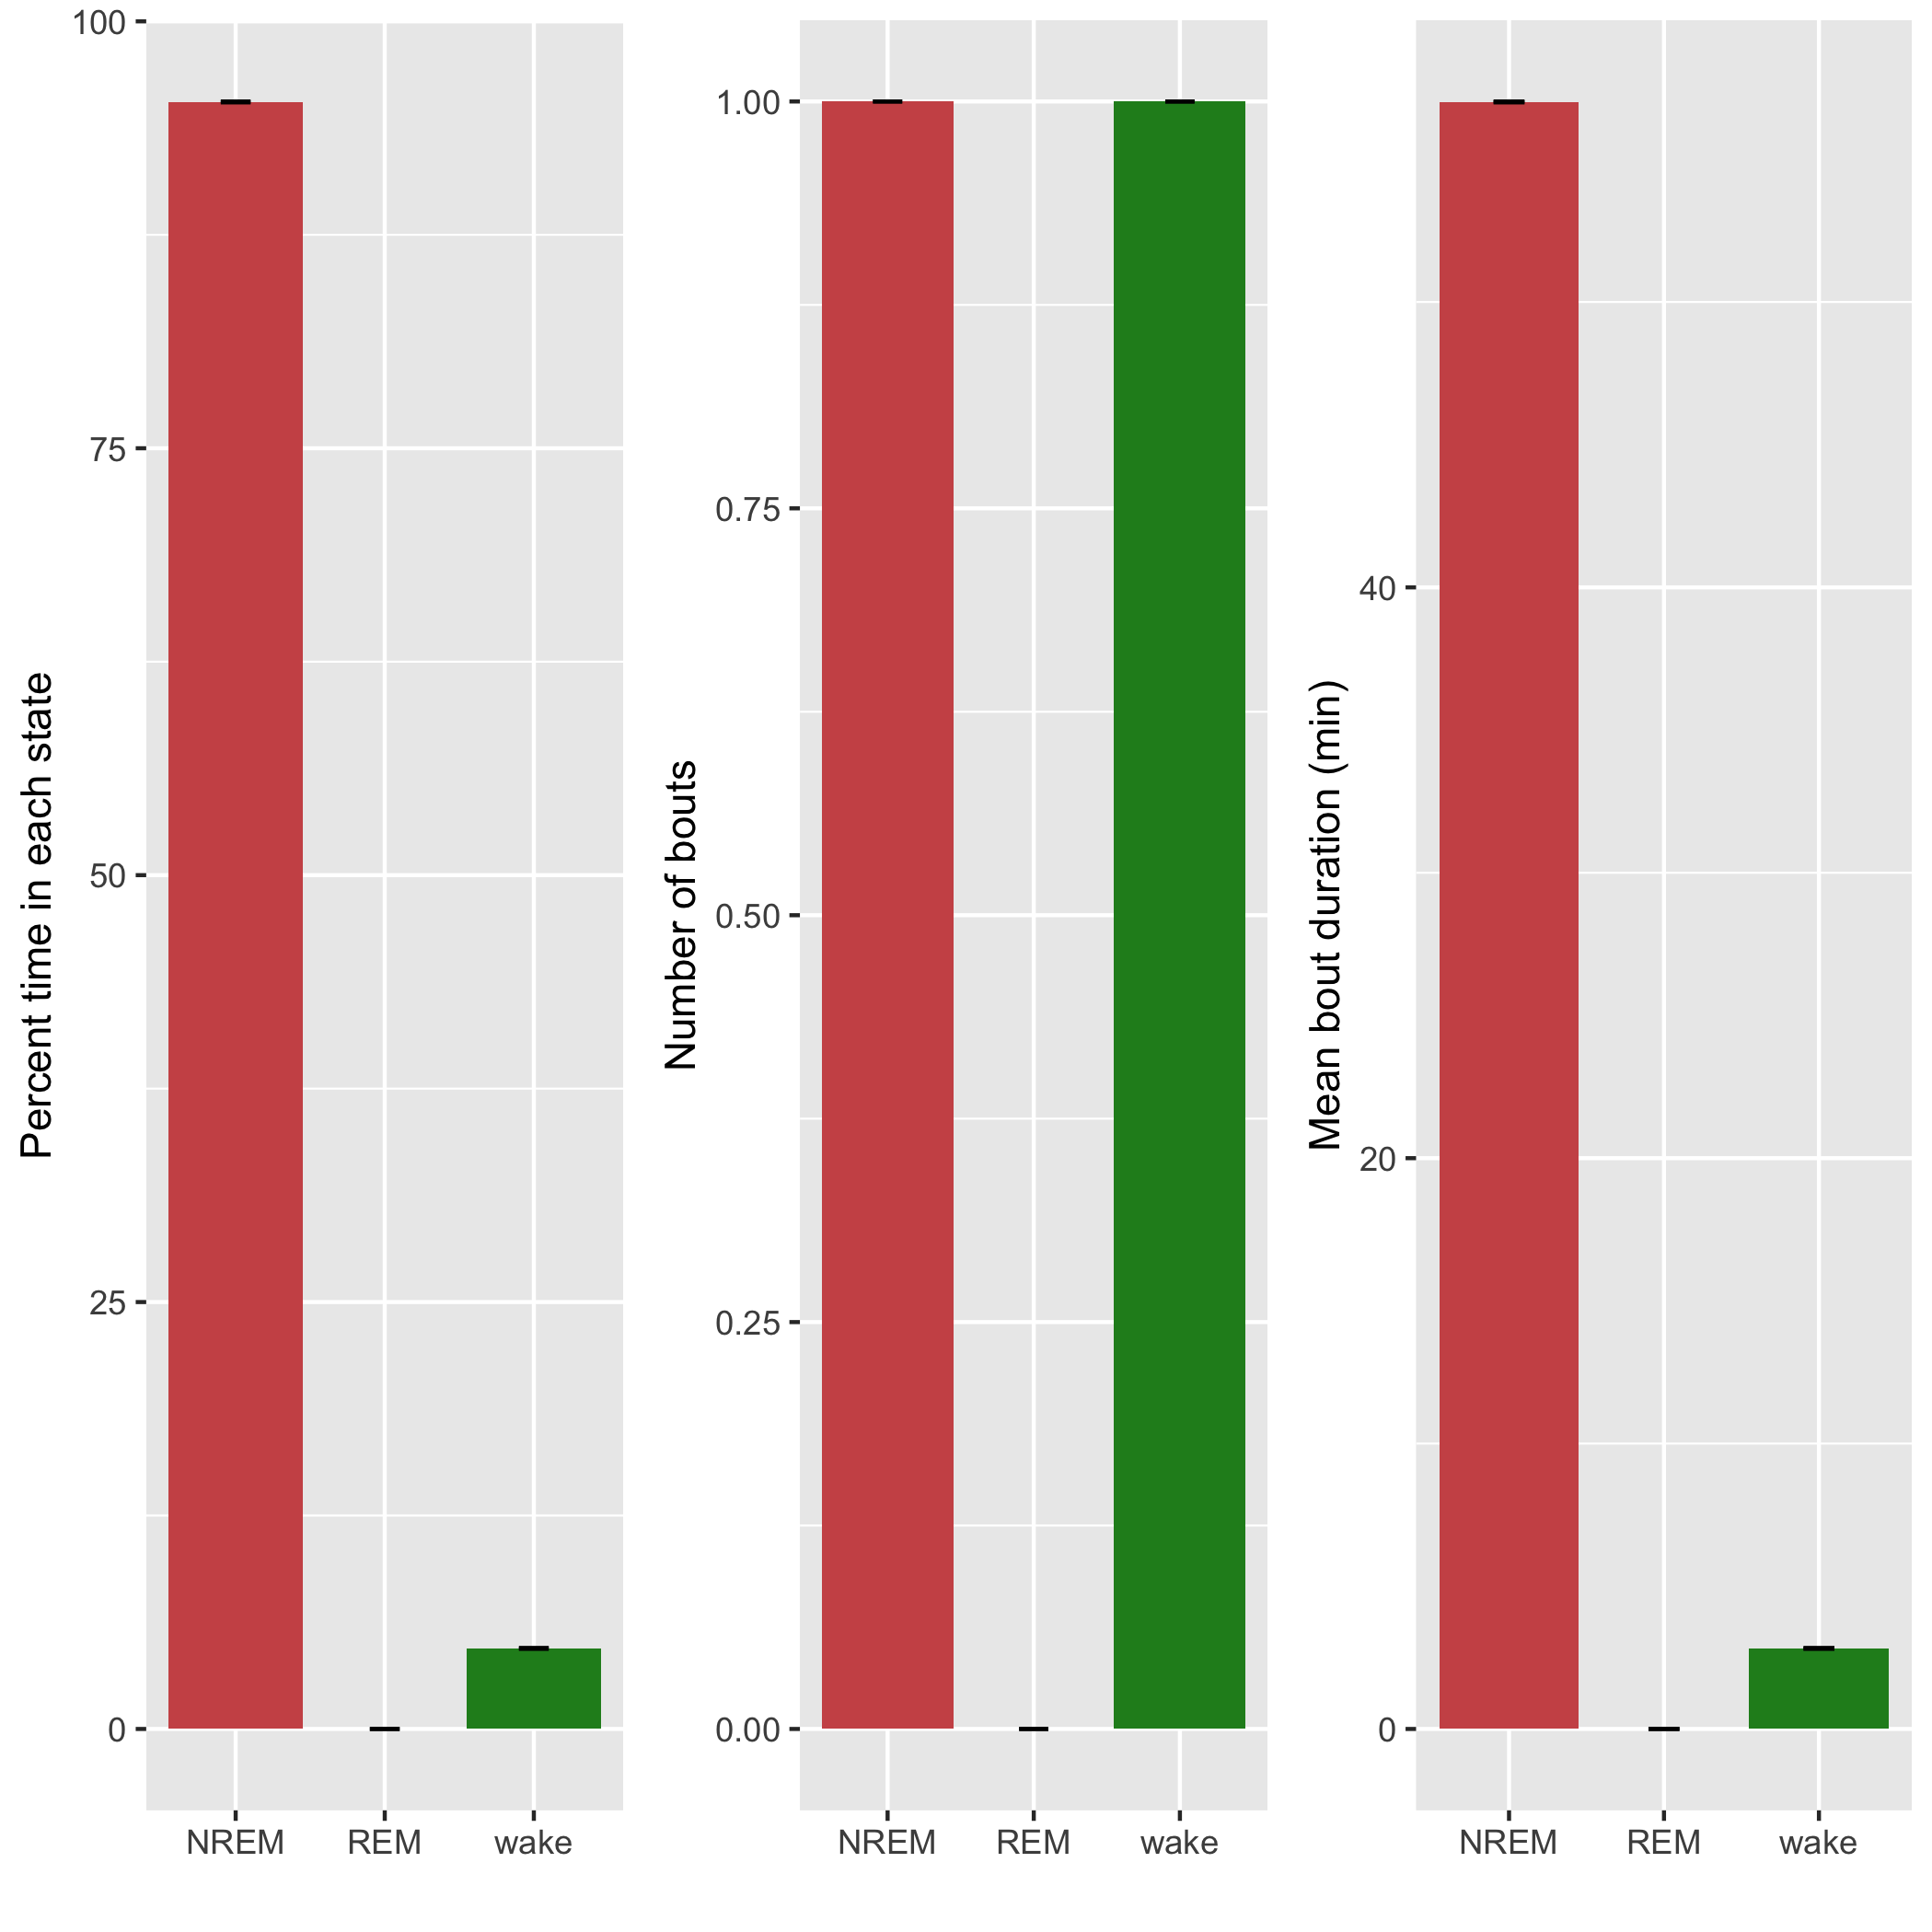 Percent time in each state
100
75
50
25
0
NREM REM wake
Number of bouts
1.00
0.75
0.50
0.25
0.00
NREM REM wake
Mean bout duration (min)
40
20
0
NREM REM wake